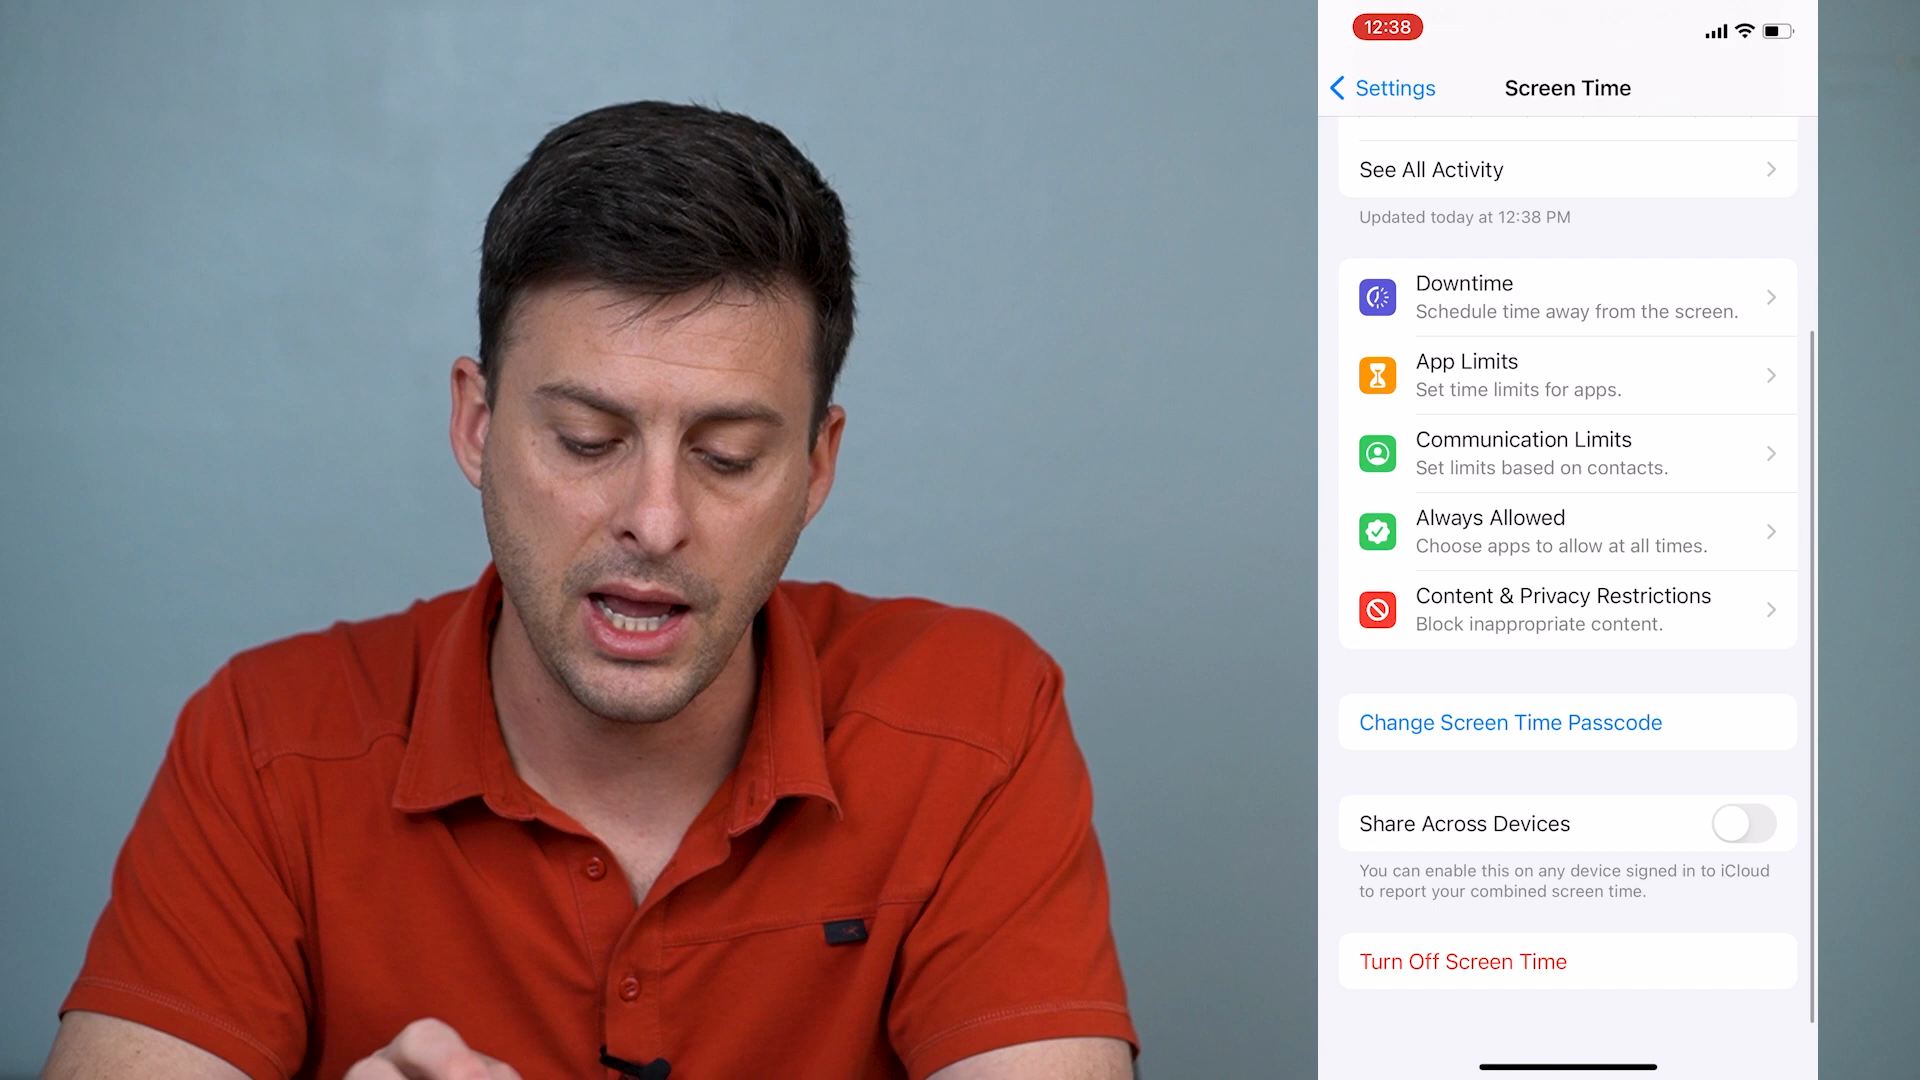 12:38
Settings
Screen Time
See All Activity
Updated today at 12:38 PM
Downtime
Schedule time away from the screen.
App Limits
Set time limits for apps.
Communication Limits
Set limits based on contacts.
Always Allowed
Choose apps to allow at all times.
Content & Privacy Restrictions
Block inappropriate content.
Change Screen Time Passcode
Share Across Devices
You can enable this on any device signed in to iCloud
to report your combined screen time.
Turn Off Screen Time